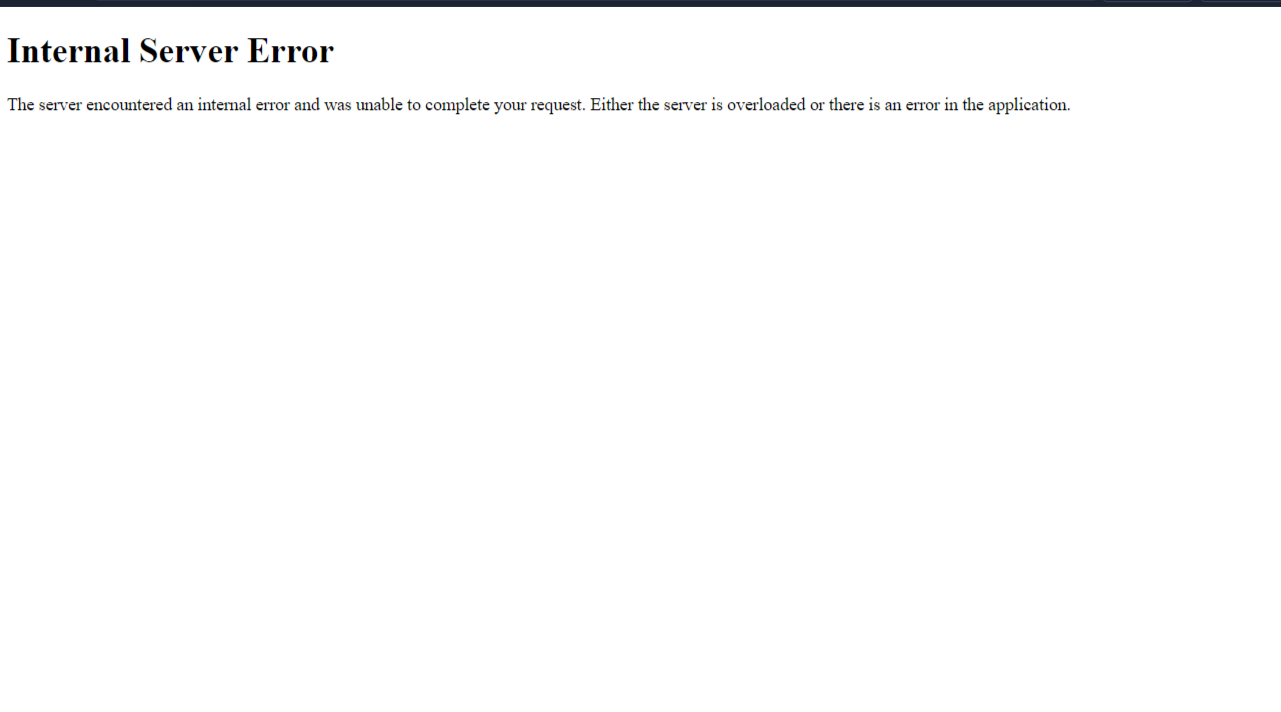 Internal Server Error
The server encountered an internal error and was unable to complete your request. Either the server is overloaded or there is an error in the application.